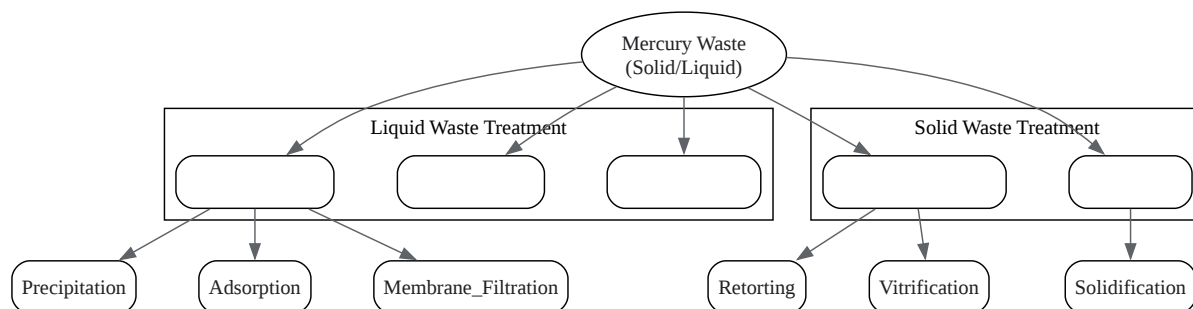 Mercury Waste
(Solid/Liquid)
Liquid Waste Treatment
Solid Waste Treatment
Precipitation
Adsorption
Membrane_Filtration
Retorting
Vitrification
Solidification